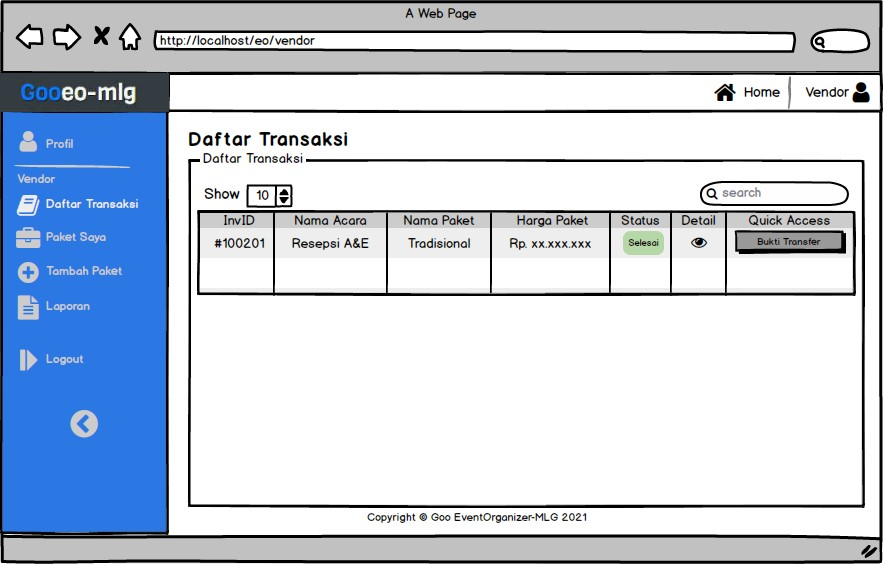 A Web Page
http://localhost/eo/vendor
Gooeo-mlg
Home
Vendor
Profil
Vendor
Daftar Transaksi
Paket Saya
Tambah Paket
Laporan
Logout
Daftar Transaksi
Daftar Transaksi
Show 10
search
InvID Nama Acara Nama Paket Harga Paket Status Detail Quick Access
#100201 Resepsi A&E Tradisional Rp. xx.xxx.xxx Selesai Bukti Transfer
Copyright © Goo EventOrganizer-MLG 2021